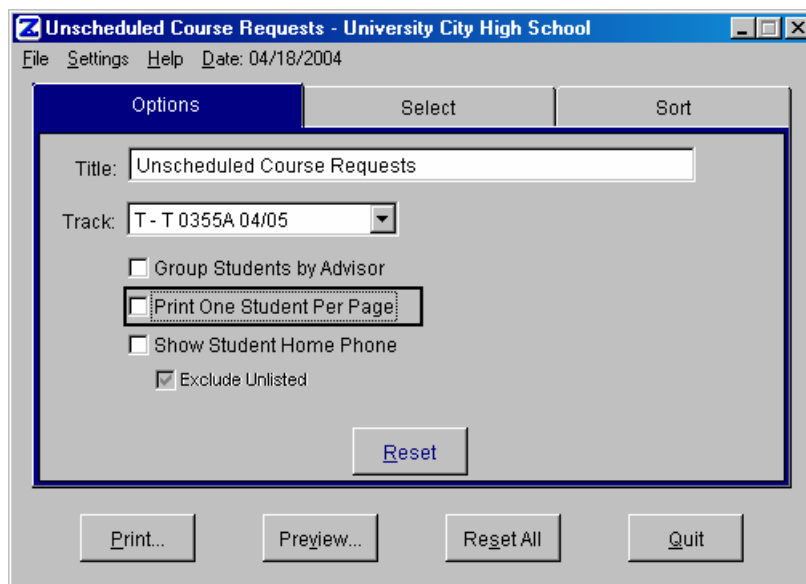 Unscheduled Course Requests - University City High School
File Settings Help Date: 04/18/2004
Options Select Sort
Title: Unscheduled Course Requests
Track: T - T 0355A 04/05
Group Students by Advisor
Print One Student Per Page
Show Student Home Phone
Exclude Unlisted
Reset
Print... Preview... Reset All Quit